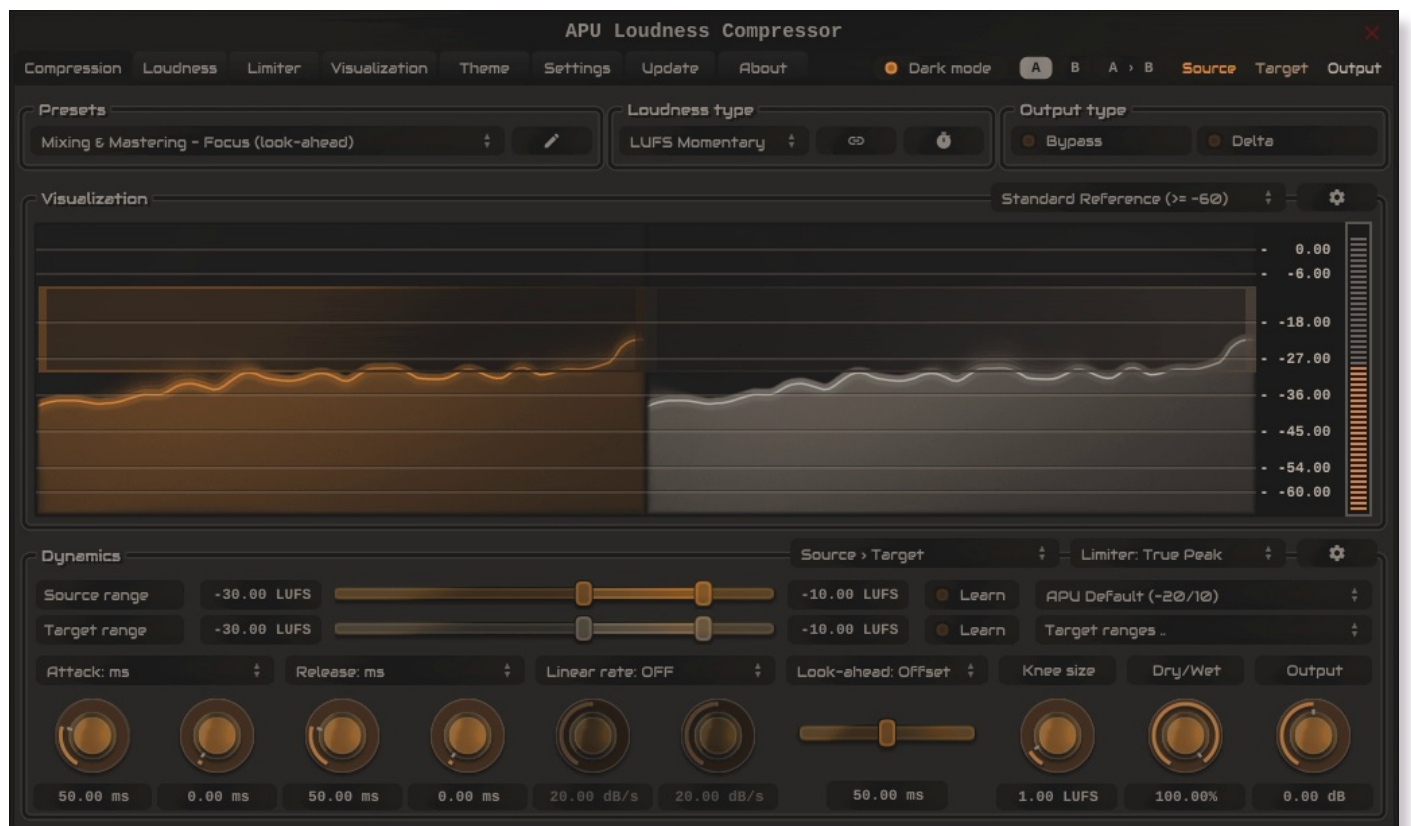 APU Loudness Compressor
Compression Loudness Limiter Visualization Theme Settings Update About Dark mode A B A › B Source Target Output
Presets Loudness type Output type
Mixing & Mastering - Focus (look-ahead) LUFS Momentary Bypass Delta
Visualization Standard Reference (>= -60)
- 0.00
- -6.00
- -18.00
- -27.00
- -36.00
- -45.00
- -54.00
- -60.00
Dynamics Source › Target Limiter: True Peak
Source range -30.00 LUFS -10.00 LUFS Learn APU Default (-20/10)
Target range -30.00 LUFS -10.00 LUFS Learn Target ranges ..
Attack: ms Release: ms Linear rate: OFF Look-ahead: Offset Knee size Dry/Wet Output
50.00 ms 0.00 ms 50.00 ms 0.00 ms 20.00 dB/s 20.00 dB/s 50.00 ms 1.00 LUFS 100.00% 0.00 dB